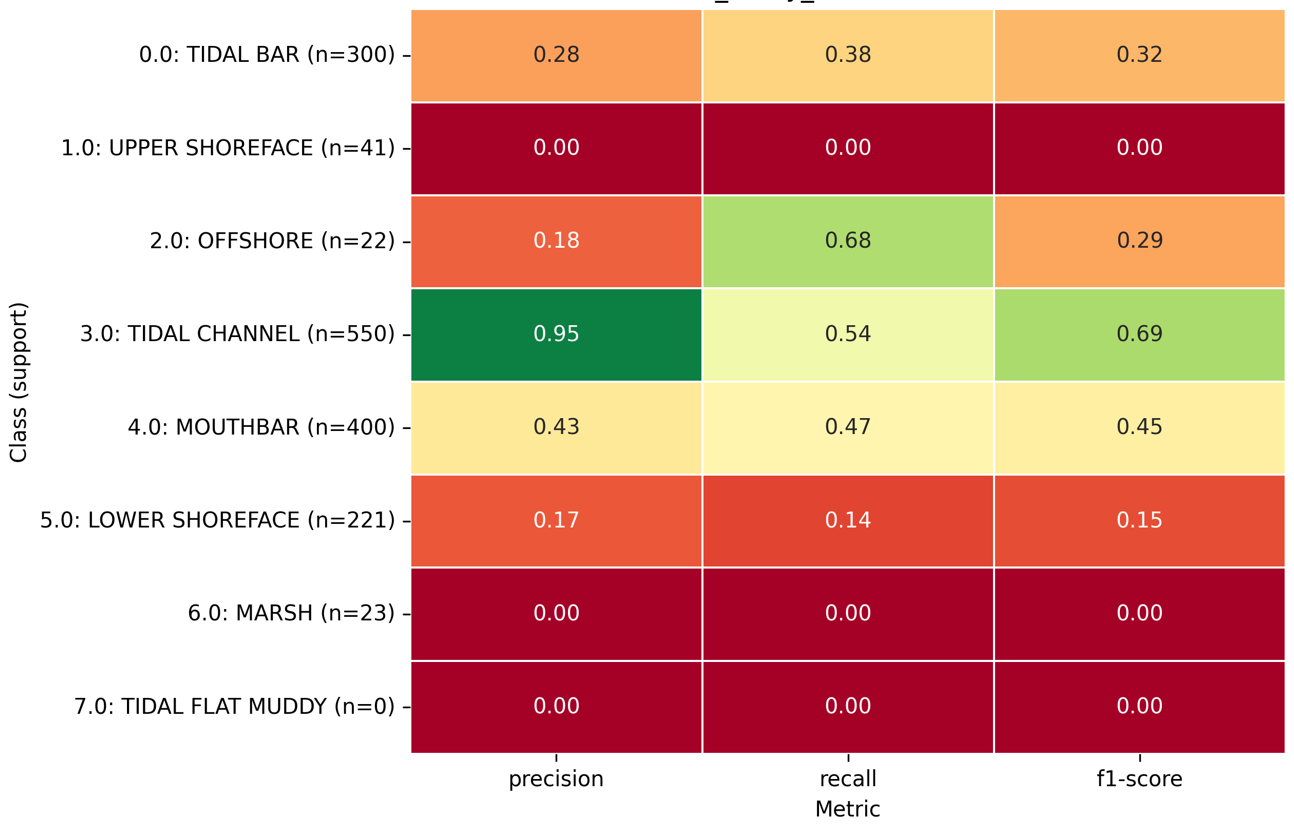 0.0: TIDAL BAR (n=300) 0.28 0.38 0.32
1.0: UPPER SHOREFACE (n=41) 0.00 0.00 0.00
2.0: OFFSHORE (n=22) 0.18 0.68 0.29
3.0: TIDAL CHANNEL (n=550) 0.95 0.54 0.69
4.0: MOUTHBAR (n=400) 0.43 0.47 0.45
5.0: LOWER SHOREFACE (n=221) 0.17 0.14 0.15
6.0: MARSH (n=23) 0.00 0.00 0.00
7.0: TIDAL FLAT MUDDY (n=0) 0.00 0.00 0.00
Class (support)
precision recall f1-score
Metric